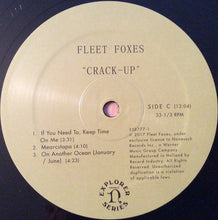 FLEET FOXES
"CRACK-UP"
SIDE C (13:04)
33-1/3 RPM
1. If You Need To, Keep Time
On Me (3:31)
2. Mearcstapa (4:10)
3. On Another Ocean (January
/ June) (4:23)
558777-1
℗ © 2017 Fleet Foxes, under
exclusive license to Nonesuch
Records Inc., a Warner
Music Group Company.
Manufactured in Holland by
Record Industry. All Rights
Reserved. Unauthorized
duplication is a violation
of applicable laws.
EXPLORER
SERIES